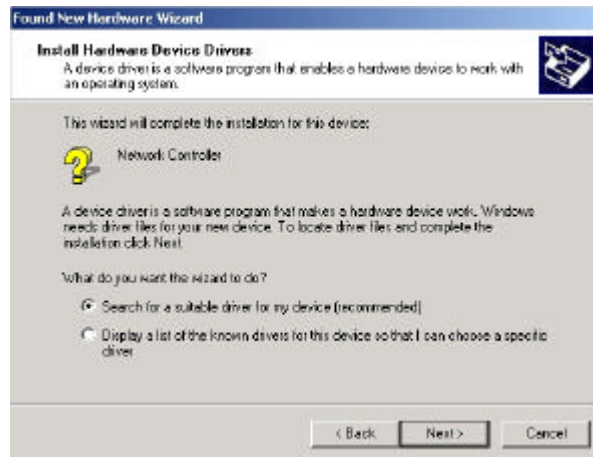 Found New Hardware Wizard
Install Hardware Device Drivers
A device driver is a software program that enables a hardware device to work with
an operating system.
This wizard will complete the installation for this device:
Network Controller
A device driver is a software program that makes a hardware device work. Windows
needs driver files for your new device. To locate driver files and complete the
installation click Next.
What do you want the wizard to do?
Search for a suitable driver for my device (recommended)
Display a list of the known drivers for this device so that I can choose a specific
driver
< Back Next > Cancel